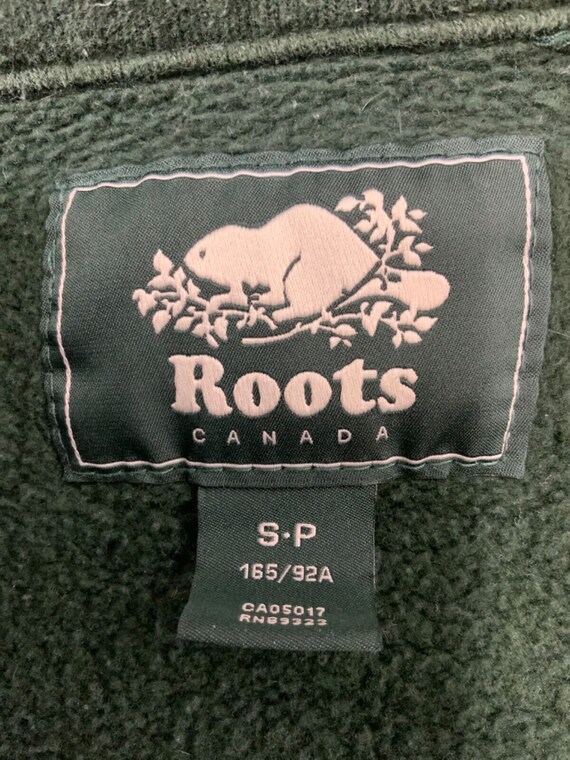 Roots
CANADA
S·P
165/92A
CA05017
RN89323